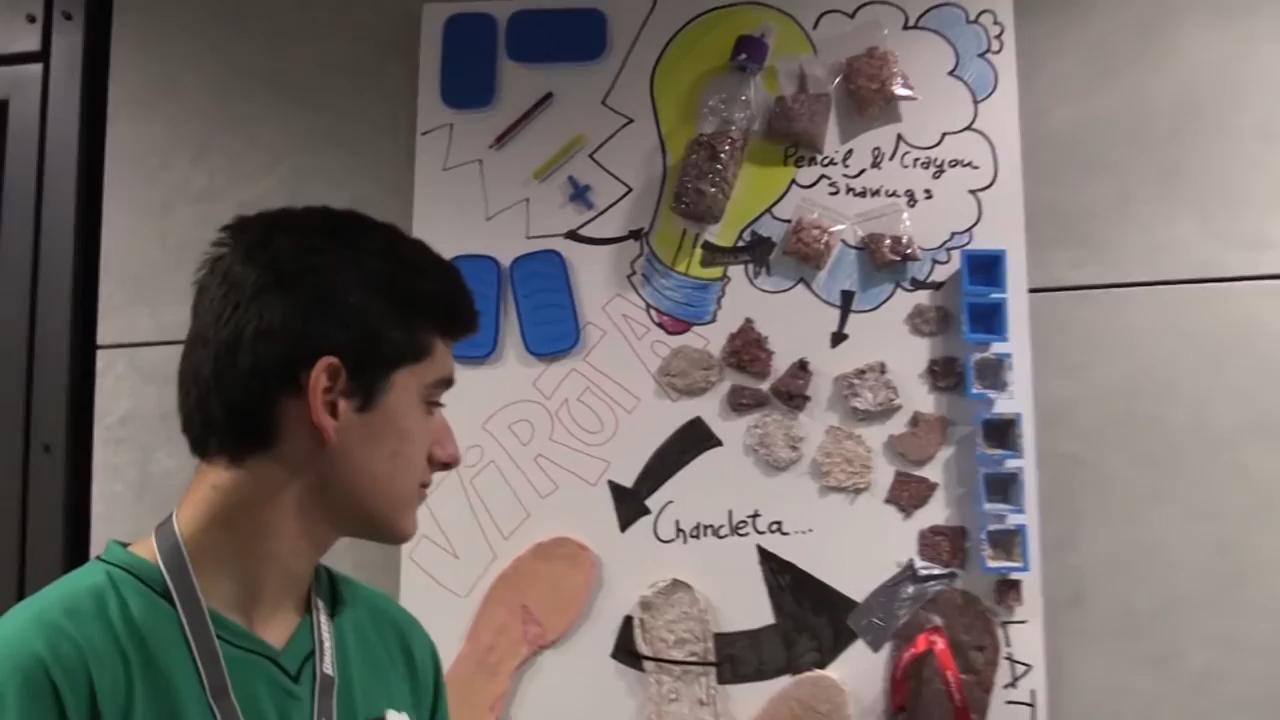 Pencil & Crayon
Shavings
VIRUTA
Chancleta...
LAT